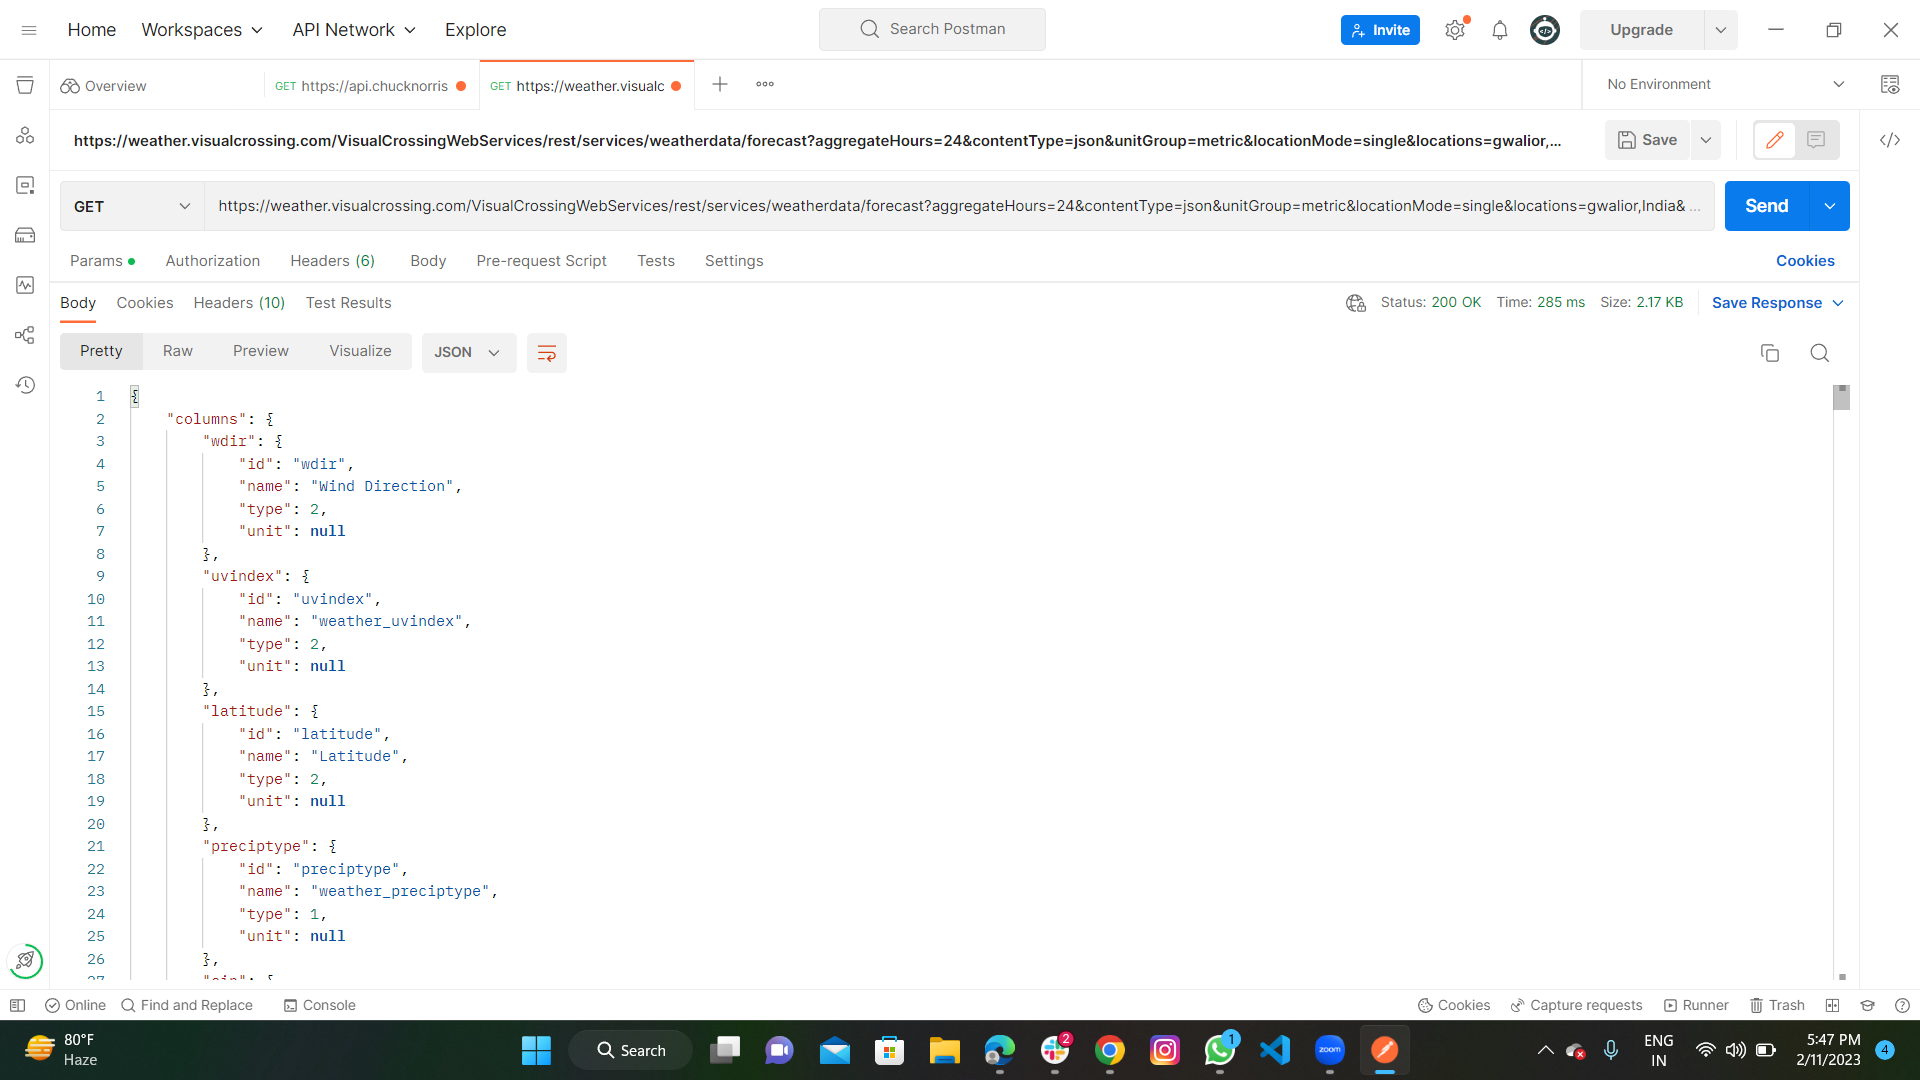 Home Workspaces API Network Explore Search Postman Invite Upgrade
Overview GET https://api.chucknorris GET https://weather.visualc No Environment
https://weather.visualcrossing.com/VisualCrossingWebServices/rest/services/weatherdata/forecast?aggregateHours=24&contentType=json&unitGroup=metric&locationMode=single&locations=gwalior,... Save
GET https://weather.visualcrossing.com/VisualCrossingWebServices/rest/services/weatherdata/forecast?aggregateHours=24&contentType=json&unitGroup=metric&locationMode=single&locations=gwalior,India& ... Send
Params Authorization Headers (6) Body Pre-request Script Tests Settings Cookies
Body Cookies Headers (10) Test Results Status: 200 OK Time: 285 ms Size: 2.17 KB Save Response
Pretty Raw Preview Visualize JSON
1 {
2 "columns": {
3 "wdir": {
4 "id": "wdir",
5 "name": "Wind Direction",
6 "type": 2,
7 "unit": null
8 },
9 "uvindex": {
10 "id": "uvindex",
11 "name": "weather_uvindex",
12 "type": 2,
13 "unit": null
14 },
15 "latitude": {
16 "id": "latitude",
17 "name": "Latitude",
18 "type": 2,
19 "unit": null
20 },
21 "preciptype": {
22 "id": "preciptype",
23 "name": "weather_preciptype",
24 "type": 1,
25 "unit": null
26 },
Online Find and Replace Console Cookies Capture requests Runner Trash
80°F
Haze
Search
2
1
zoom
ENG
IN
5:47 PM
2/11/2023
4